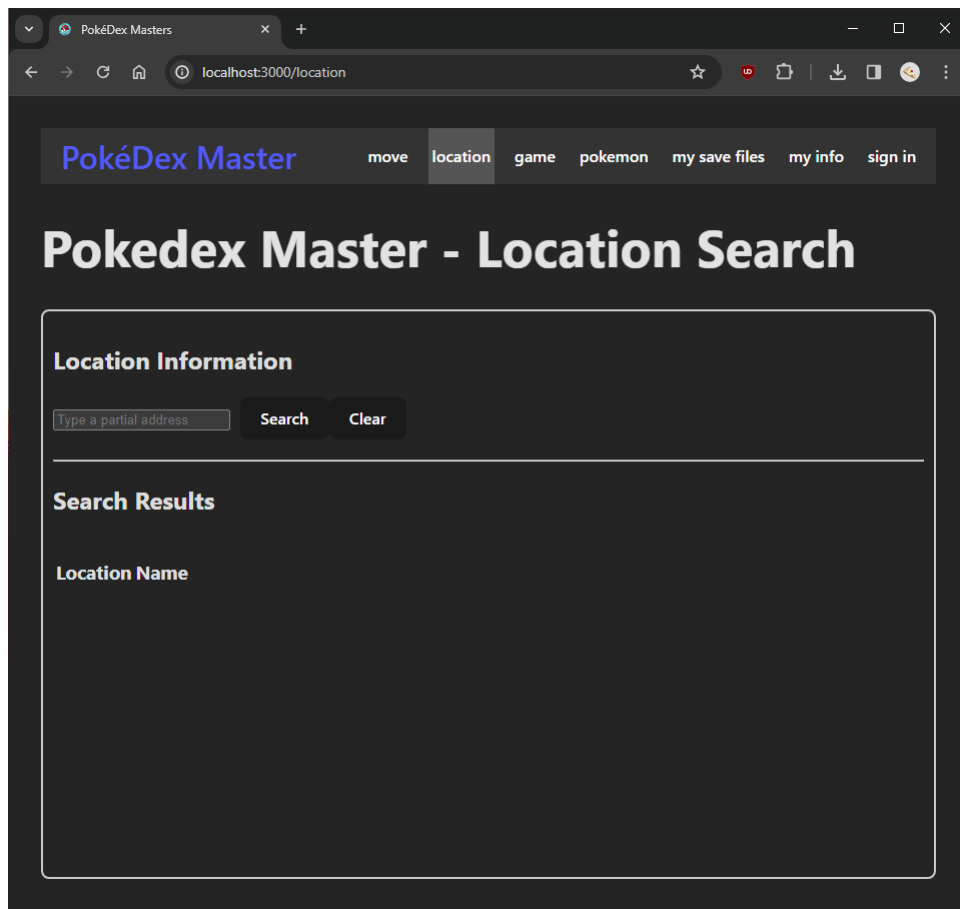 PokéDex Masters
localhost:3000/location
UD
PokéDex Master move location game pokemon my save files my info sign in
Pokedex Master - Location Search
Location Information
Type a partial address Search Clear
Search Results
Location Name